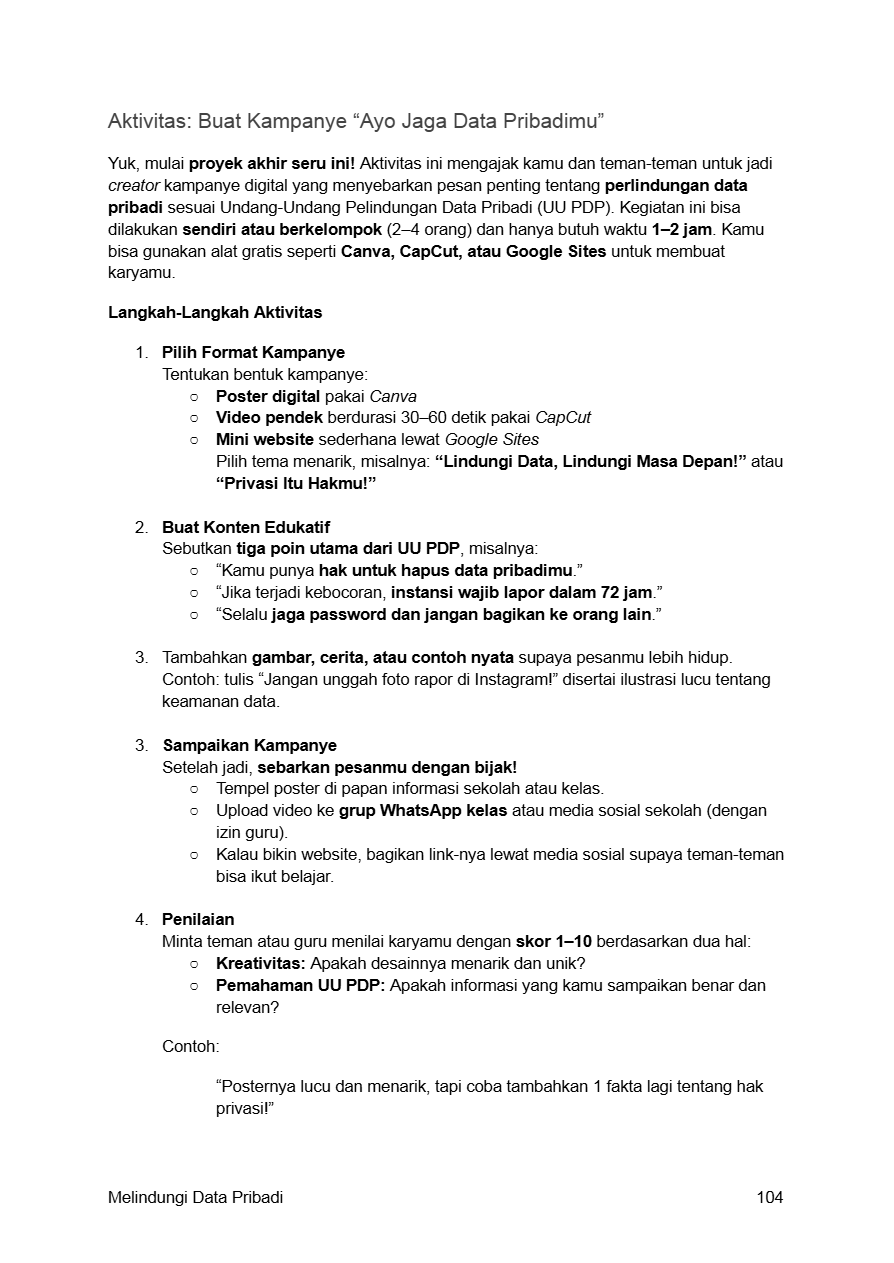 Aktivitas: Buat Kampanye “Ayo Jaga Data Pribadimu”
Yuk, mulai proyek akhir seru ini! Aktivitas ini mengajak kamu dan teman-teman untuk jadi
creator kampanye digital yang menyebarkan pesan penting tentang perlindungan data
pribadi sesuai Undang-Undang Pelindungan Data Pribadi (UU PDP). Kegiatan ini bisa
dilakukan sendiri atau berkelompok (2–4 orang) dan hanya butuh waktu 1–2 jam. Kamu
bisa gunakan alat gratis seperti Canva, CapCut, atau Google Sites untuk membuat
karyamu.
Langkah-Langkah Aktivitas
1. Pilih Format Kampanye
Tentukan bentuk kampanye:
○ Poster digital pakai Canva
○ Video pendek berdurasi 30–60 detik pakai CapCut
○ Mini website sederhana lewat Google Sites
Pilih tema menarik, misalnya: “Lindungi Data, Lindungi Masa Depan!” atau
“Privasi Itu Hakmu!”
2. Buat Konten Edukatif
Sebutkan tiga poin utama dari UU PDP, misalnya:
○ “Kamu punya hak untuk hapus data pribadimu.”
○ “Jika terjadi kebocoran, instansi wajib lapor dalam 72 jam.”
○ “Selalu jaga password dan jangan bagikan ke orang lain.”
3. Tambahkan gambar, cerita, atau contoh nyata supaya pesanmu lebih hidup.
Contoh: tulis “Jangan unggah foto rapor di Instagram!” disertai ilustrasi lucu tentang
keamanan data.
3. Sampaikan Kampanye
Setelah jadi, sebarkan pesanmu dengan bijak!
○ Tempel poster di papan informasi sekolah atau kelas.
○ Upload video ke grup WhatsApp kelas atau media sosial sekolah (dengan
izin guru).
○ Kalau bikin website, bagikan link-nya lewat media sosial supaya teman-teman
bisa ikut belajar.
4. Penilaian
Minta teman atau guru menilai karyamu dengan skor 1–10 berdasarkan dua hal:
○ Kreativitas: Apakah desainnya menarik dan unik?
○ Pemahaman UU PDP: Apakah informasi yang kamu sampaikan benar dan
relevan?
Contoh:
“Posternya lucu dan menarik, tapi coba tambahkan 1 fakta lagi tentang hak
privasi!”
Melindungi Data Pribadi 104